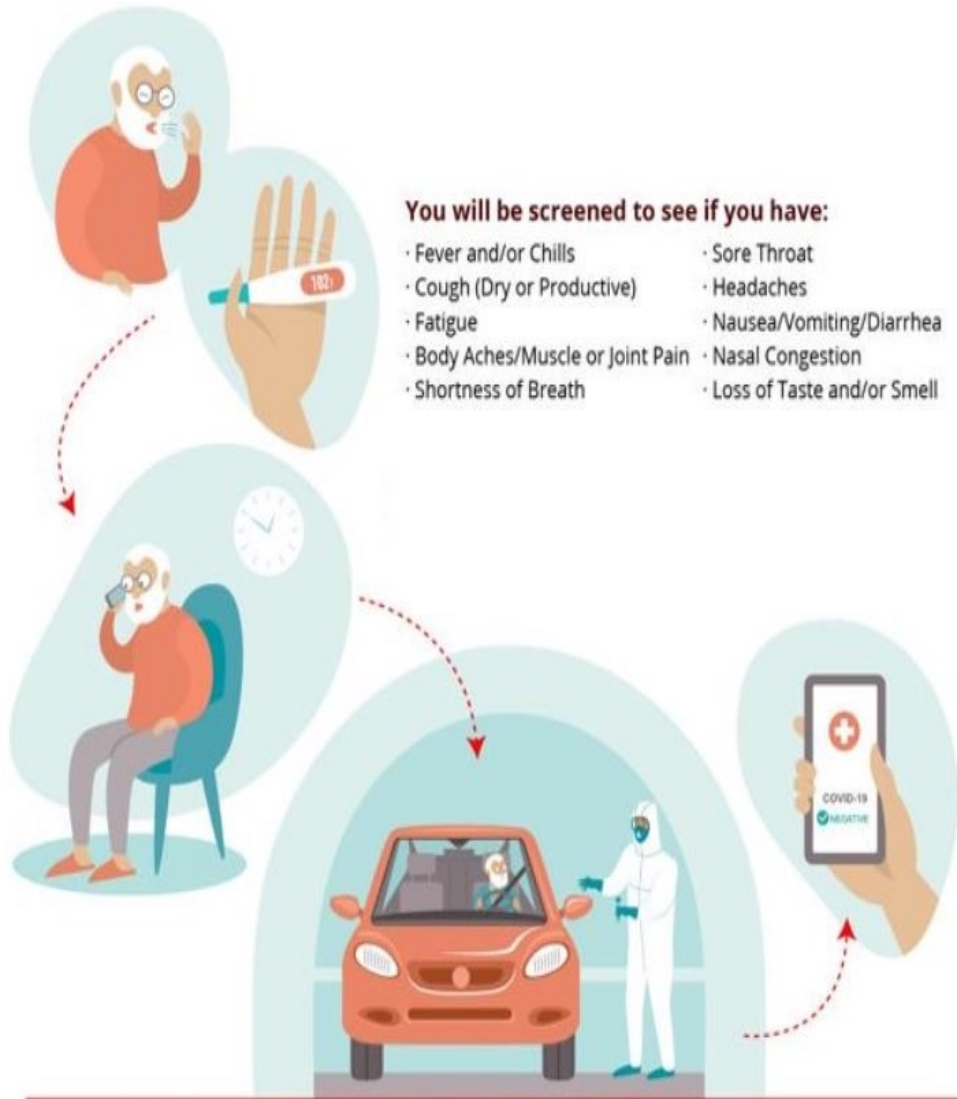 You will be screened to see if you have:
· Fever and/or Chills
· Cough (Dry or Productive)
· Fatigue
· Body Aches/Muscle or Joint Pain
· Shortness of Breath
· Sore Throat
· Headaches
· Nausea/Vomiting/Diarrhea
· Nasal Congestion
· Loss of Taste and/or Smell
COVID-19
NEGATIVE